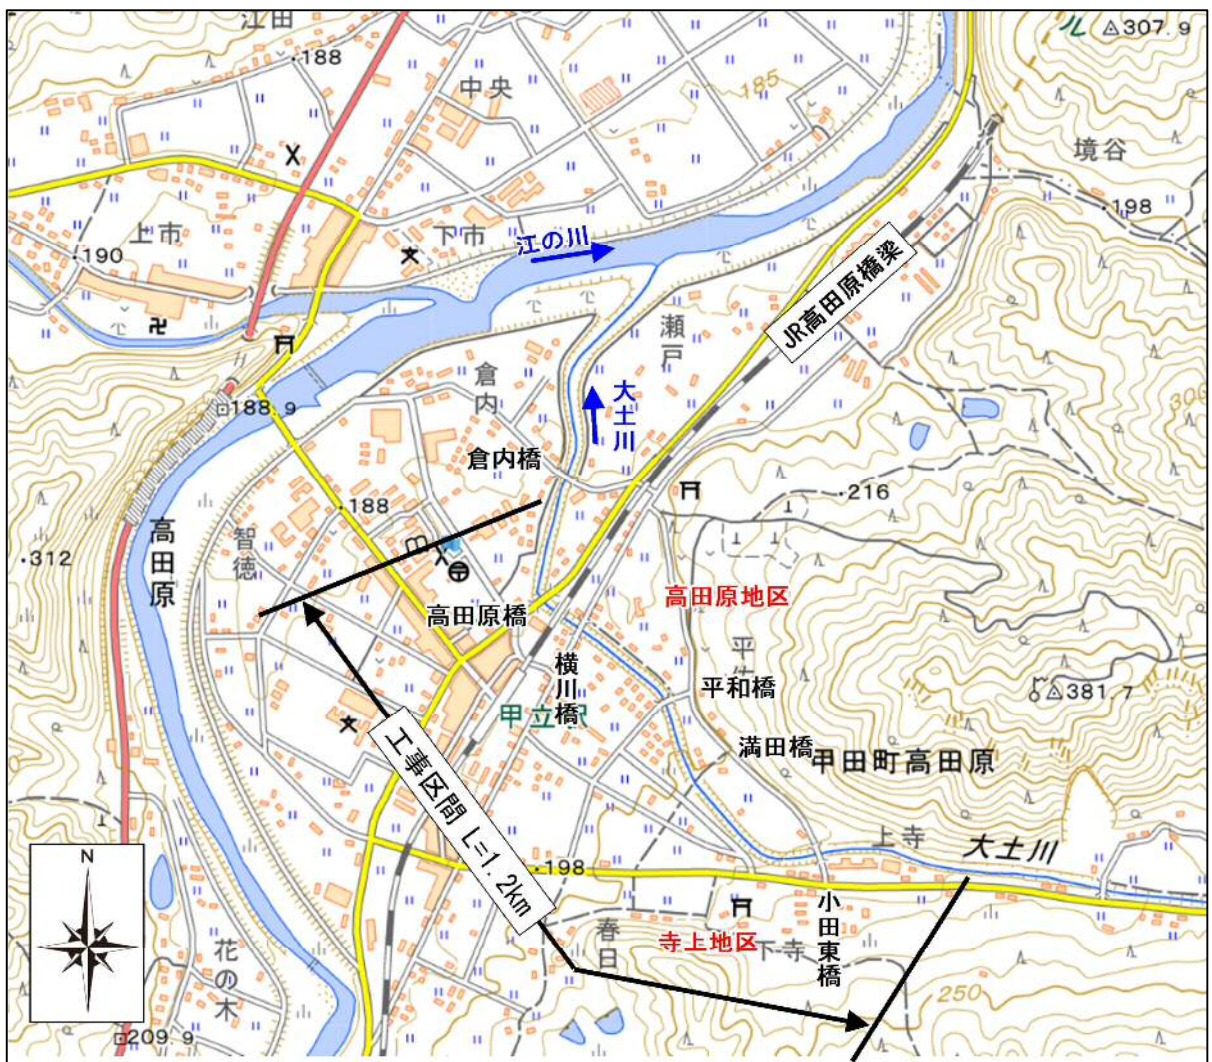 江田
188
307.9
中央
185
境谷
198
上市
190
下市
江の川
JR高田原橋梁
瀬戸
倉内
大土川
300
188.9
倉内橋
216
188
312
高田原
智徳
高田原地区
高田原橋
横川橋
平和橋
381.7
甲立駅
満田橋
甲田町高田原
工事区間 L=1.2km
上寺
大土川
198
N
小田東橋
春日
寺上地区
下寺
花の木
250
209.9